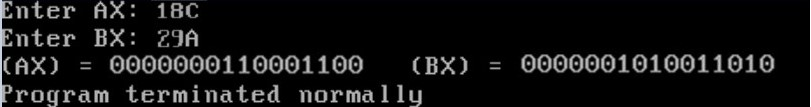 Enter AX: 18C
Enter BX: 29A
(AX) = 0000000110001100 (BX) = 0000001010011010
Program terminated normally